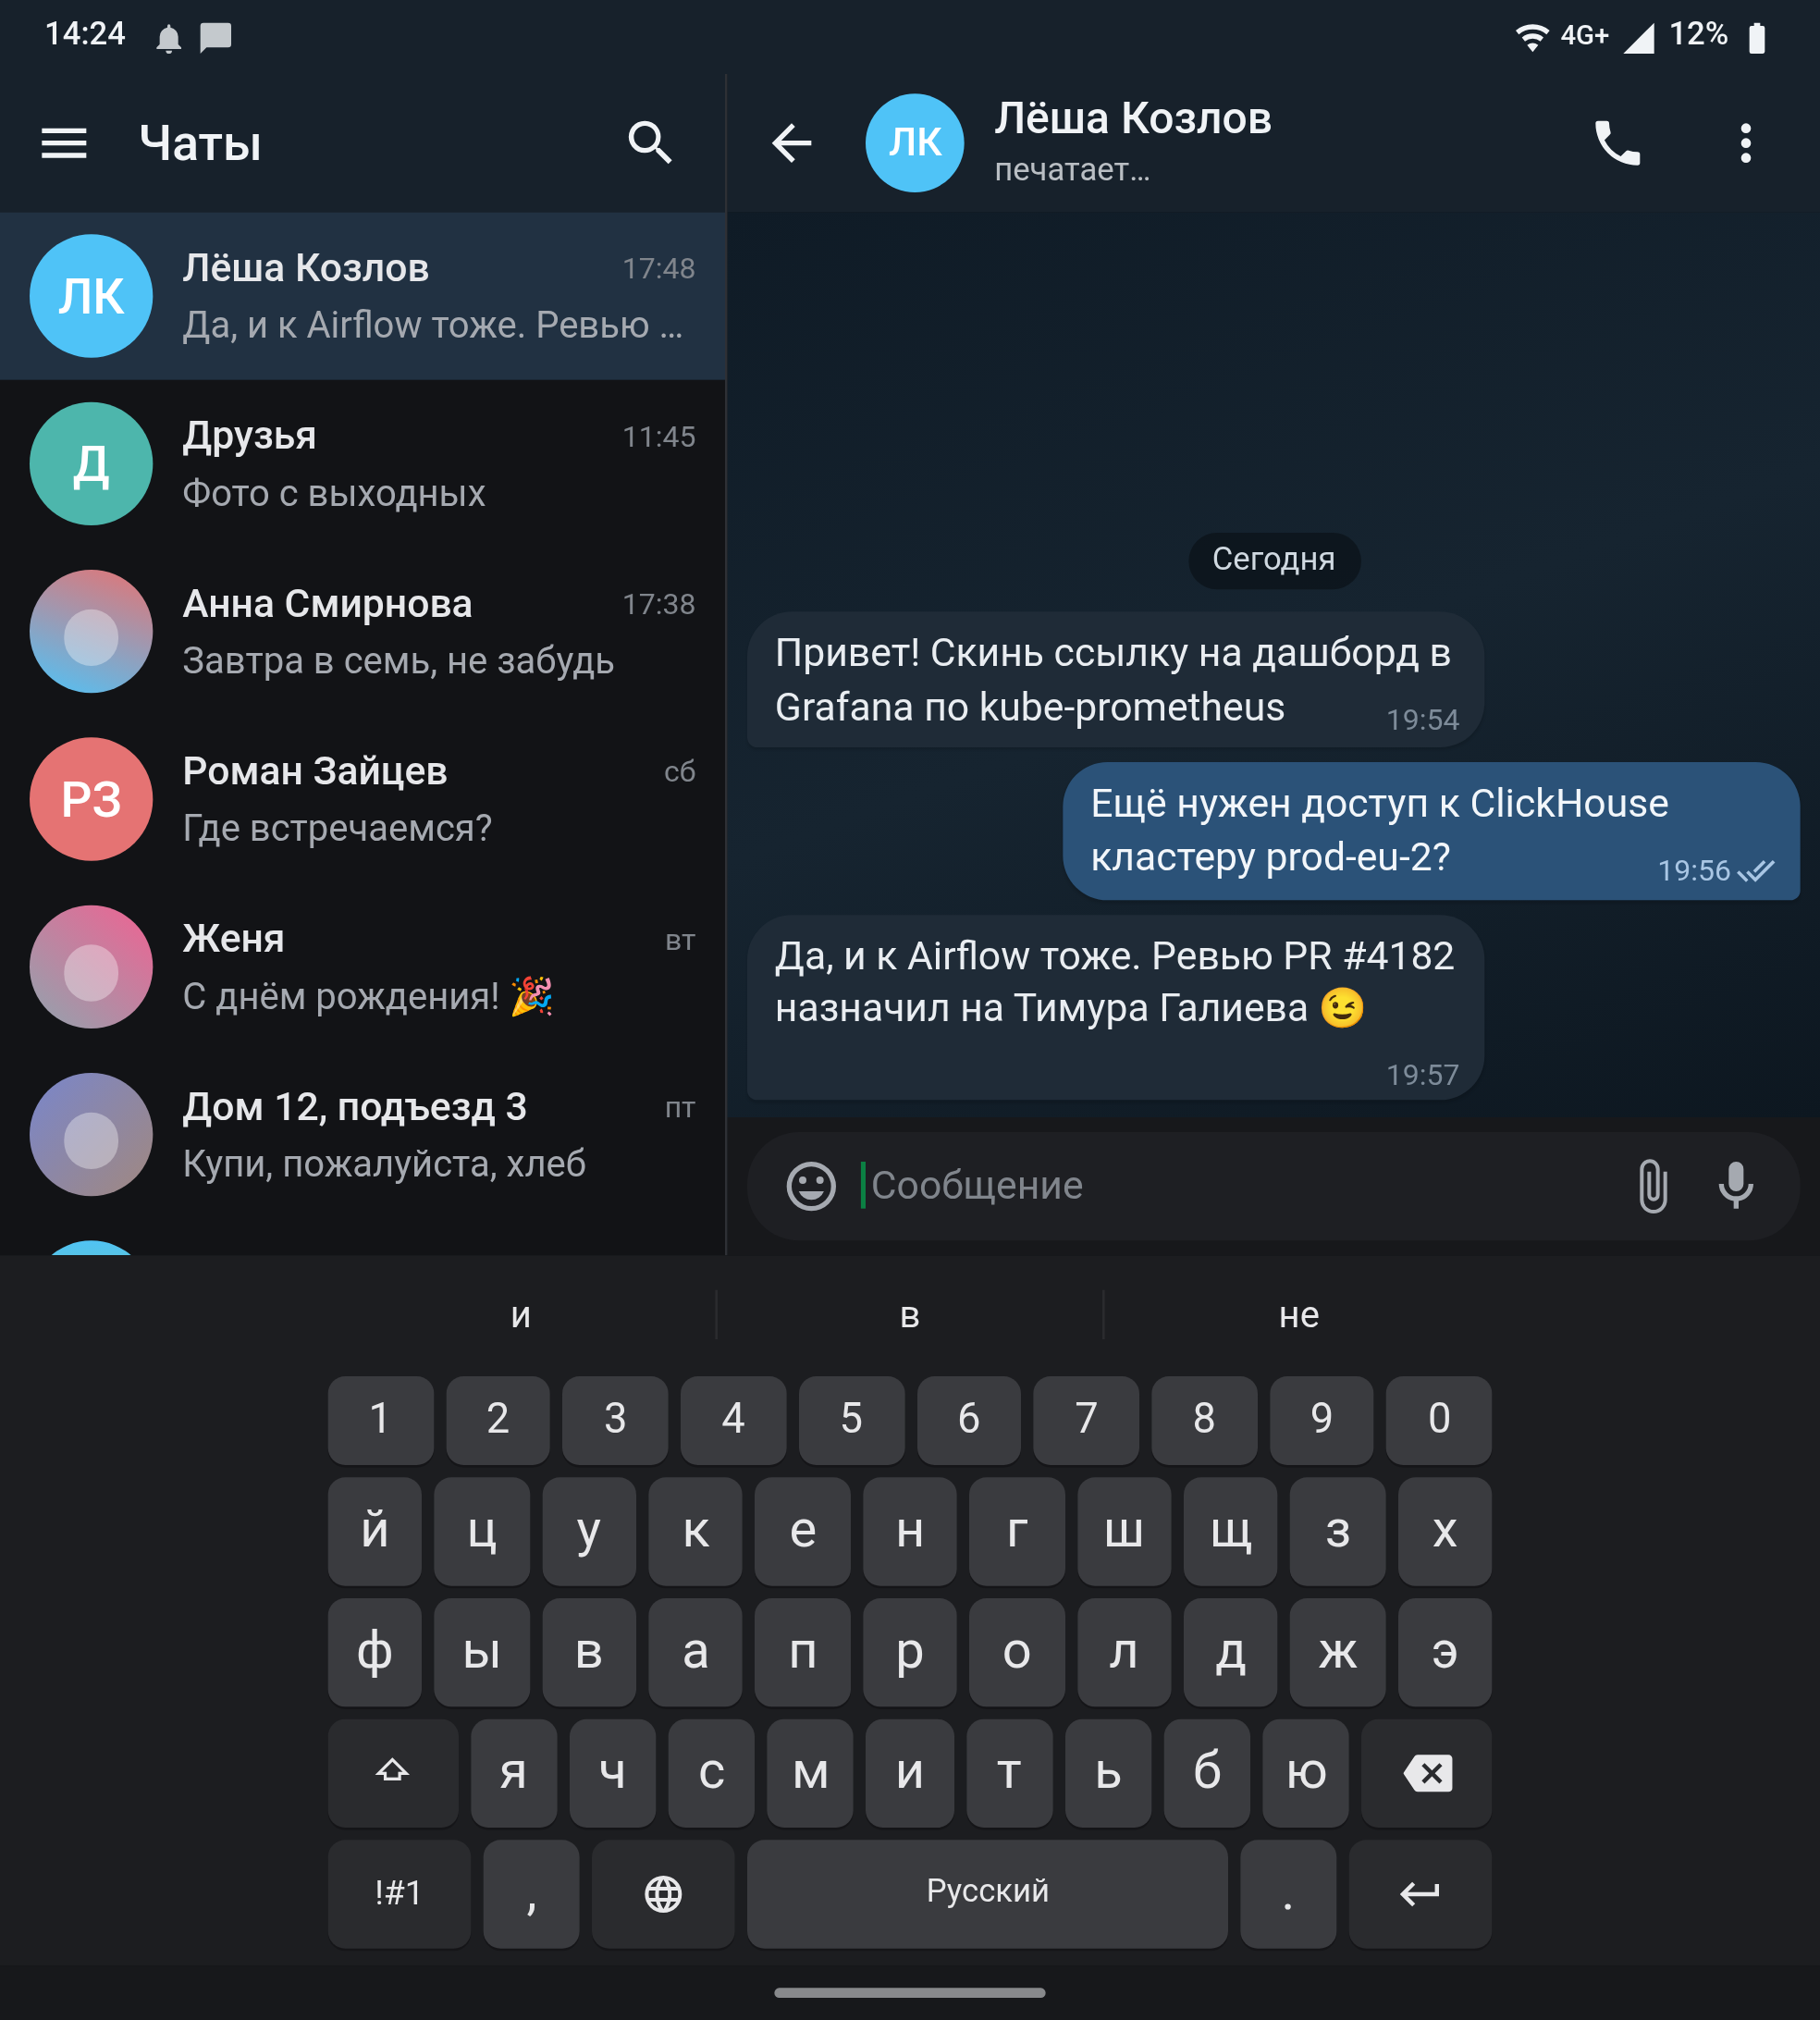 14:24
4G+ 12%
Чаты
ЛК
Лёша Козлов
17:48
Да, и к Airflow тоже. Ревью ...
Д
Друзья
11:45
Фото с выходных
Анна Смирнова
17:38
Завтра в семь, не забудь
РЗ
Роман Зайцев
сб
Где встречаемся?
Женя
вт
С днём рождения! 🎉
Дом 12, подъезд 3
пт
Купи, пожалуйста, хлеб
ЛК
Лёша Козлов
печатает...
Сегодня
Привет! Скинь ссылку на дашборд в
Grafana по kube-prometheus
19:54
Ещё нужен доступ к ClickHouse
кластеру prod-eu-2?
19:56
Да, и к Airflow тоже. Ревью PR #4182
назначил на Тимура Галиева 😉
19:57
Сообщение
и в не
1 2 3 4 5 6 7 8 9 0
й ц у к е н г ш щ з х
ф ы в а п р о л д ж э
я ч с м и т ь б ю
!#1 , Русский .